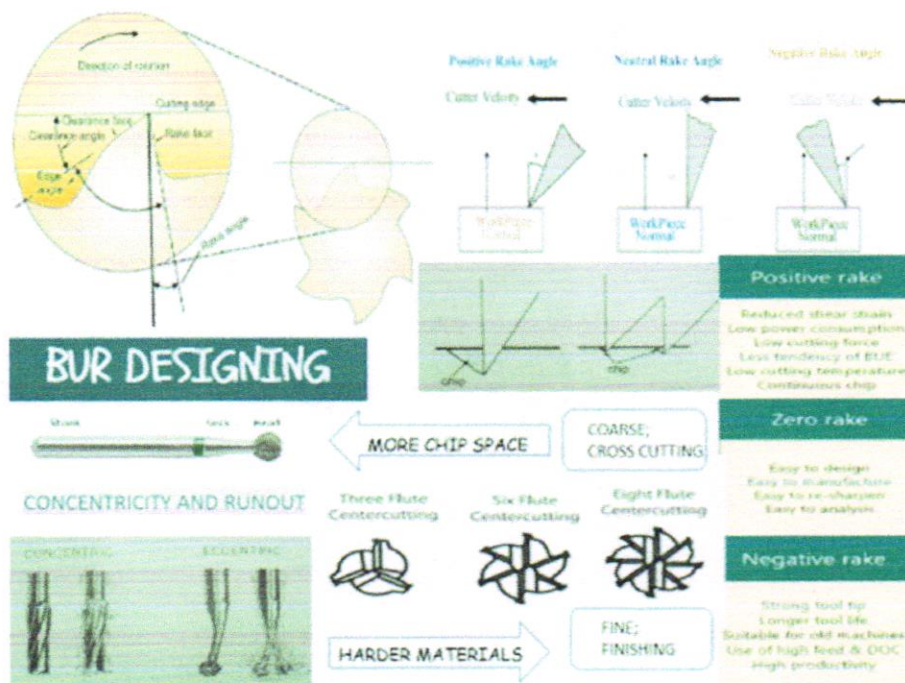 Direction of rotation
Cutting edge
Clearance face
Clearance angle
Rake face
Edge
angle
Rake angle
Positive Rake Angle
Cutter Velocity
WorkPiece
Neutral Rake Angle
Cutter Velocity
WorkPiece
Normal
Negative Rake Angle
Cutter Velocity
WorkPiece
Normal
chip
chip
Positive rake
Reduced shear strain
Low power consumption
Low cutting force
Less tendency of BUE
Low cutting temperature
Continuous chip
BUR DESIGNING
Shank
Neck
Head
MORE CHIP SPACE
COARSE;
CROSS CUTTING
Zero rake
Easy to design
Easy to manufacture
Easy to re-sharpen
Easy to analysis
CONCENTRICITY AND RUNOUT
CONCENTRIC
ECCENTRIC
Three Flute
Centercutting
Six Flute
Centercutting
Eight Flute
Centercutting
HARDER MATERIALS
FINE;
FINISHING
Negative rake
Strong tool tip
Longer tool life
Suitable for old machines
Use of high feed & DOC
High productivity